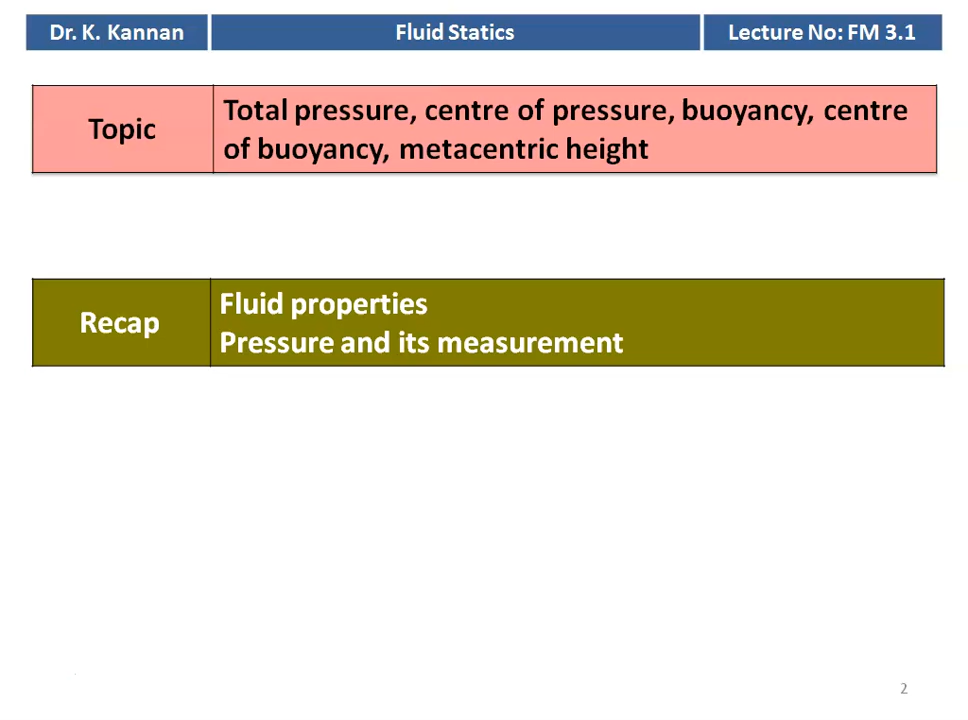 Dr. K. Kannan
Fluid Statics
Lecture No: FM 3.1
Topic
Total pressure, centre of pressure, buoyancy, centre
of buoyancy, metacentric height
Recap
Fluid properties
Pressure and its measurement
2